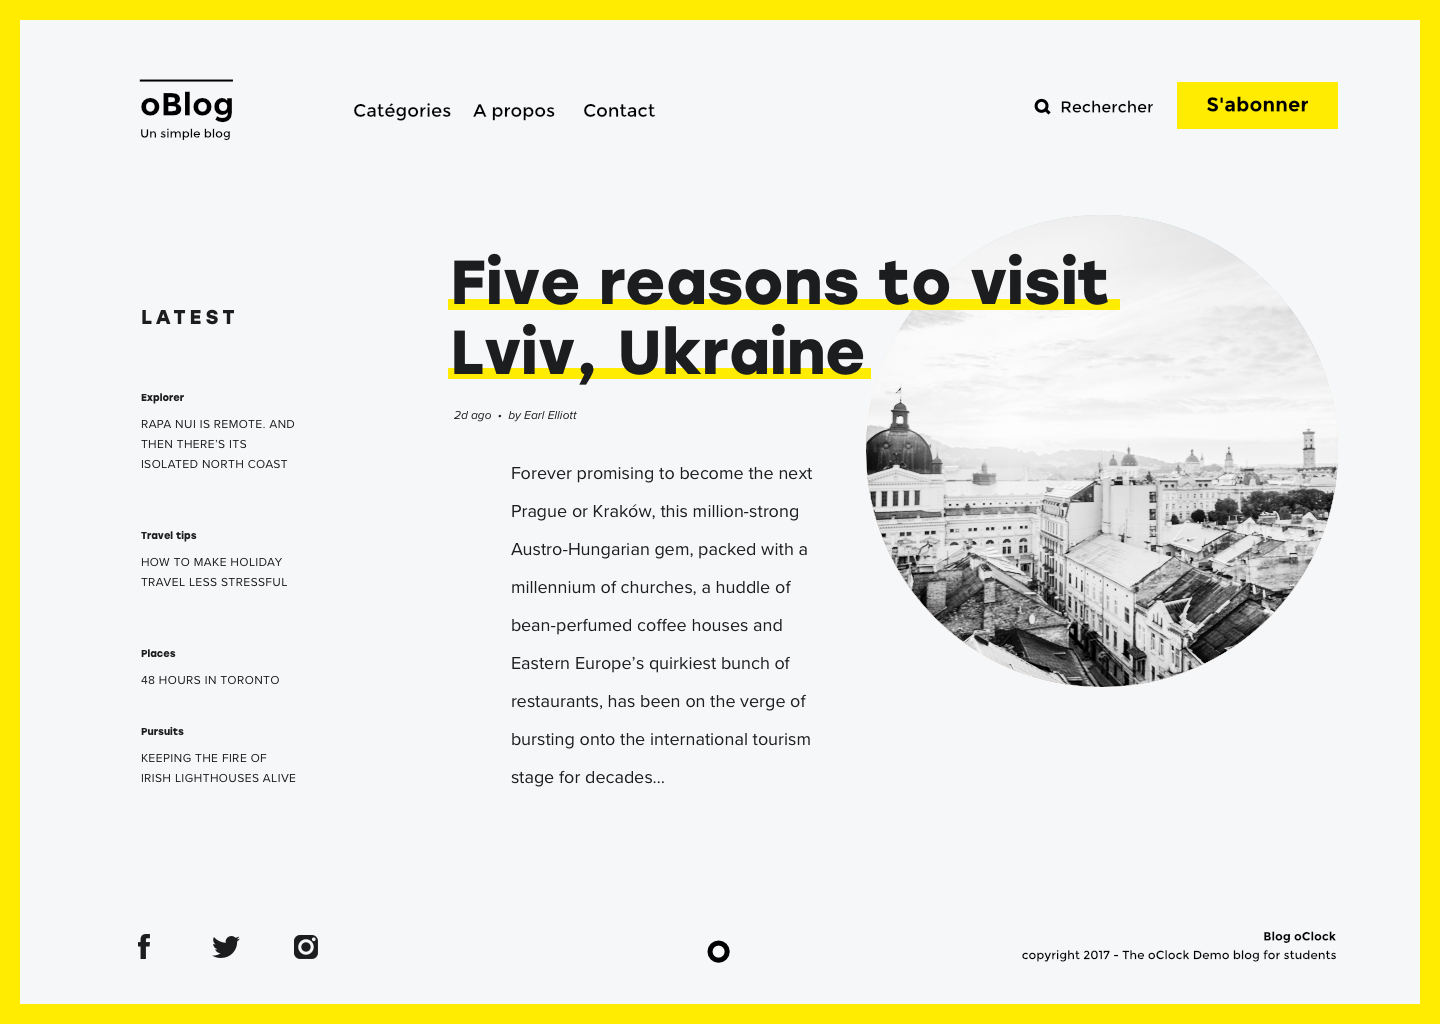 oBlog
Un simple blog
Catégories A propos Contact
Rechercher
S'abonner
Five reasons to visit
Lviv, Ukraine
2d ago • by Earl Elliott
LATEST
Explorer
RAPA NUI IS REMOTE. AND
THEN THERE'S ITS
ISOLATED NORTH COAST
Travel tips
HOW TO MAKE HOLIDAY
TRAVEL LESS STRESSFUL
Places
48 HOURS IN TORONTO
Pursuits
KEEPING THE FIRE OF
IRISH LIGHTHOUSES ALIVE
Forever promising to become the next
Prague or Kraków, this million-strong
Austro-Hungarian gem, packed with a
millennium of churches, a huddle of
bean-perfumed coffee houses and
Eastern Europe’s quirkiest bunch of
restaurants, has been on the verge of
bursting onto the international tourism
stage for decades...
Blog oClock
copyright 2017 - The oClock Demo blog for students